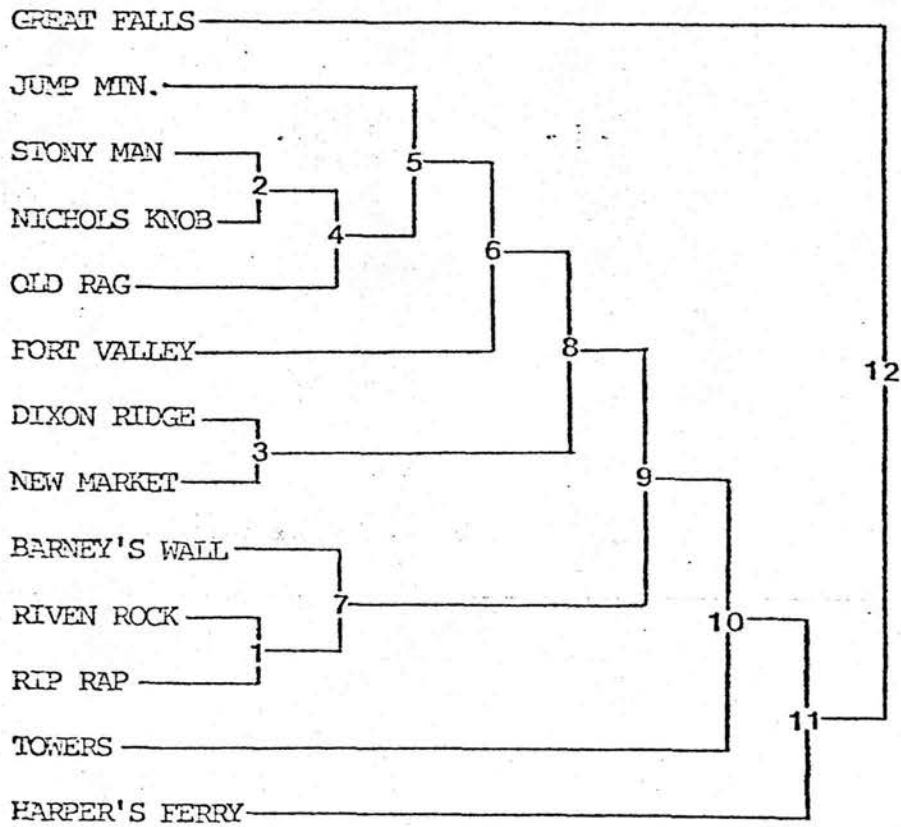 GREAT FALLS
JUMP MTN.
STONY MAN
NICHOLS KNOB
OLD RAG
FORT VALLEY
DIXON RIDGE
NEW MARKET
BARNEY'S WALL
RIVEN ROCK
RIP RAP
TOWERS
HARPER'S FERRY
5
2
4
6
8
12
3
9
7
10
1
11